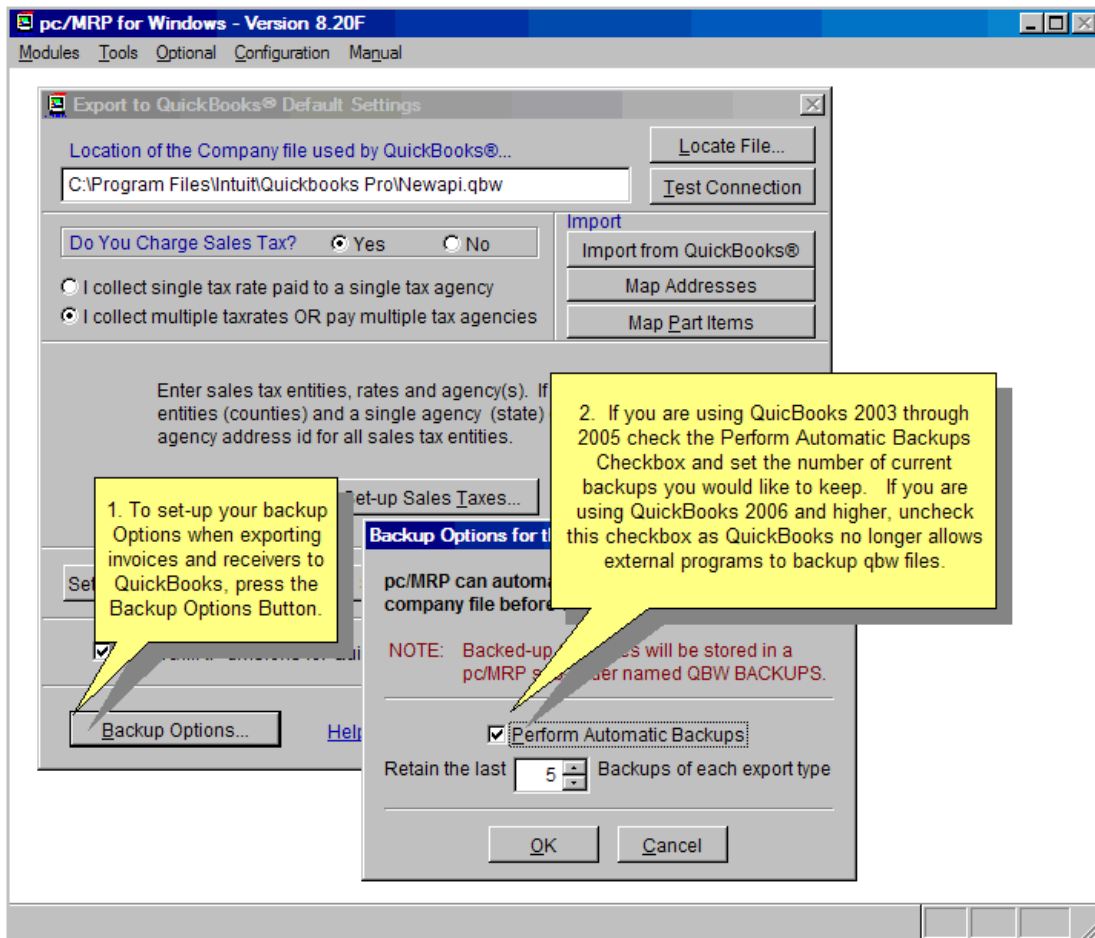 pc/MRP for Windows - Version 8.20F
Modules Tools Optional Configuration Manual
Export to QuickBooks® Default Settings
Location of the Company file used by QuickBooks®...
Locate File...
C:\Program Files\Intuit\Quickbooks Pro\Newapi.qbw
Test Connection
Do You Charge Sales Tax? Yes No
I collect single tax rate paid to a single tax agency
I collect multiple taxrates OR pay multiple tax agencies
Import
Import from QuickBooks®
Map Addresses
Map Part Items
Enter sales tax entities, rates and agency(s). If
entities (counties) and a single agency (state)
agency address id for all sales tax entities.
Set-up Sales Taxes...
2. If you are using QuicBooks 2003 through
2005 check the Perform Automatic Backups
Checkbox and set the number of current
backups you would like to keep. If you are
using QuickBooks 2006 and higher, uncheck
this checkbox as QuickBooks no longer allows
external programs to backup qbw files.
1. To set-up your backup
Options when exporting
invoices and receivers to
QuickBooks, press the
Backup Options Button.
Set
Backup Options...
Help
Backup Options for
pc/MRP can
company file before
NOTE: Backed-up will be stored in a
pc/MRP named QBW BACKUPS.
Perform Automatic Backups
Retain the last 5 Backups of each export type
OK Cancel